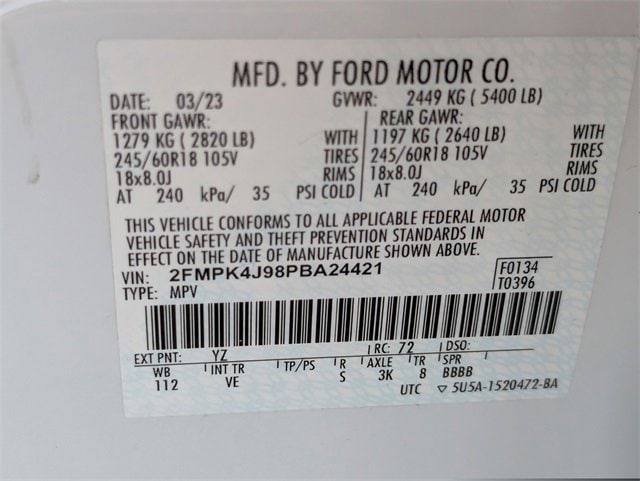 MFD. BY FORD MOTOR CO.
DATE: 03/23 GVWR: 2449 KG ( 5400 LB)
FRONT GAWR: REAR GAWR:
1279 KG ( 2820 LB) WITH 1197 KG ( 2640 LB) WITH
245/60R18 105V TIRES 245/60R18 105V TIRES
18x8.0J RIMS 18x8.0J RIMS
AT 240 kPa/ 35 PSI COLD AT 240 kPa/ 35 PSI COLD
THIS VEHICLE CONFORMS TO ALL APPLICABLE FEDERAL MOTOR
VEHICLE SAFETY AND THEFT PREVENTION STANDARDS IN
EFFECT ON THE DATE OF MANUFACTURE SHOWN ABOVE.
VIN: 2FMPK4J98PBA24421 F0134
TYPE: MPV T0396
EXT PNT: YZ RC: 72 DSO:
WB INT TR TP/PS R AXLE TR SPR
112 VE S 3K 8 BBBB
UTC ▽ 5U5A-1520472-BA